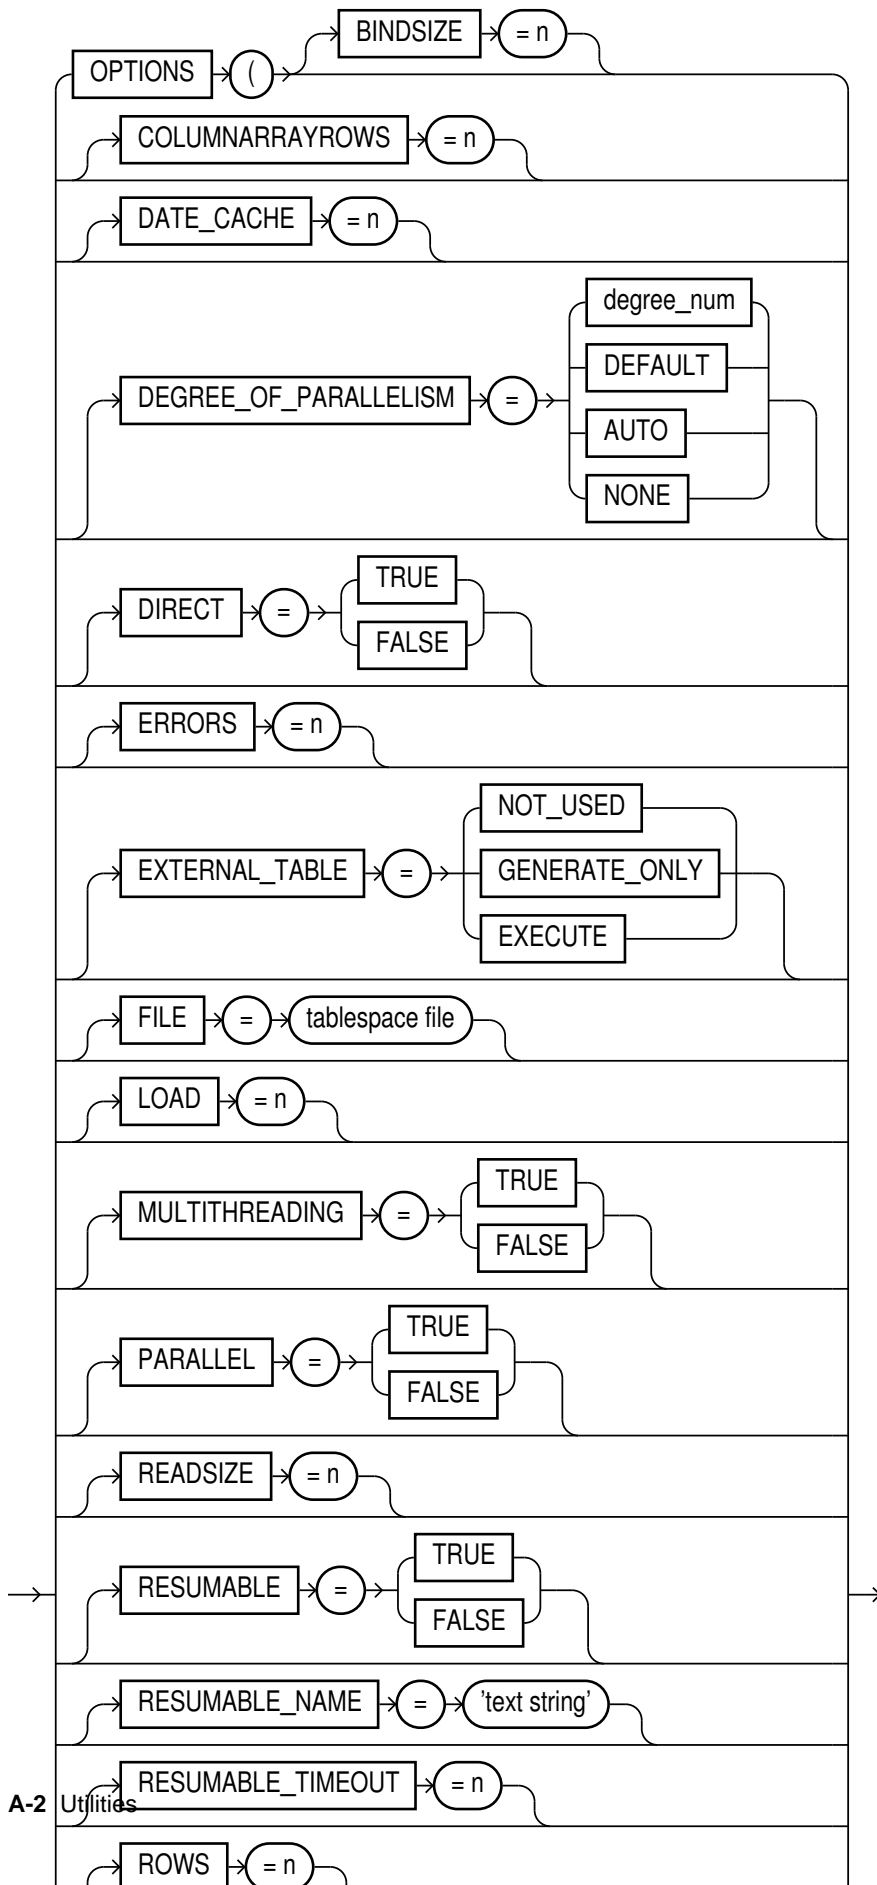 BINDSIZE = n
OPTIONS (
COLUMNARRAYROWS = n
DATE_CACHE = n
degree_num
DEFAULT
DEGREE_OF_PARALLELISM =
AUTO
NONE
TRUE
DIRECT =
FALSE
ERRORS = n
NOT_USED
EXTERNAL_TABLE = GENERATE_ONLY
EXECUTE
FILE = tablespace file
LOAD = n
TRUE
MULTITHREADING =
FALSE
TRUE
PARALLEL =
FALSE
READSIZE = n
TRUE
RESUMABLE =
FALSE
RESUMABLE_NAME = 'text string'
RESUMABLE_TIMEOUT = n
A-2 Utilities
ROWS = n